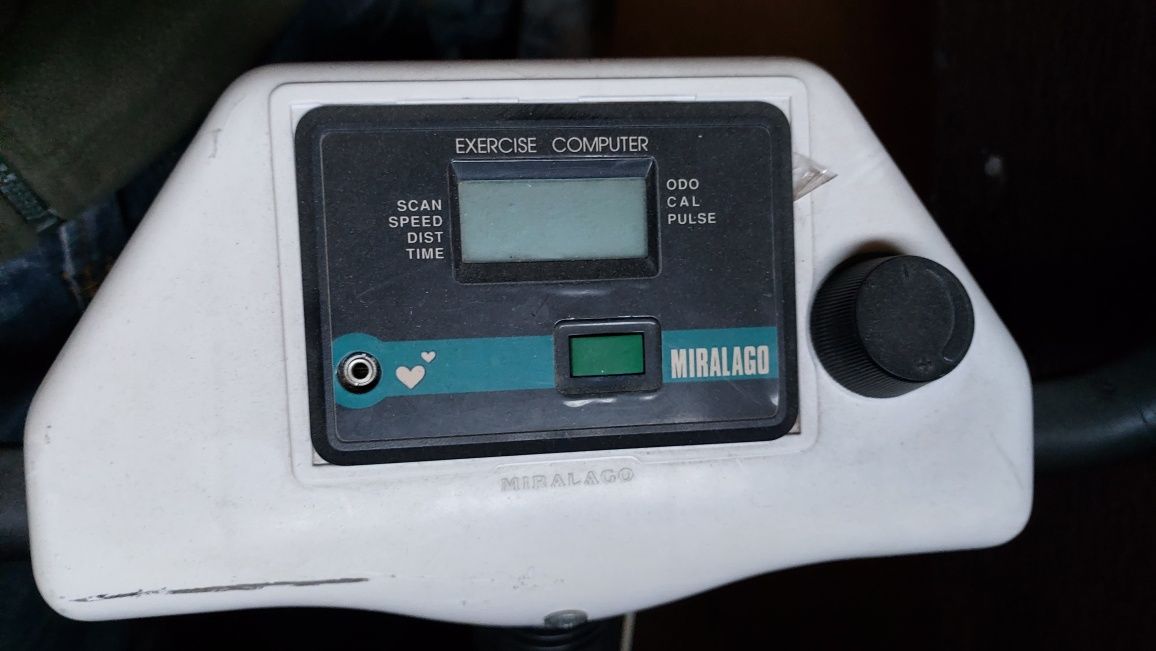 EXERCISE COMPUTER
SCAN
SPEED
DIST
TIME
ODO
CAL
PULSE
MIRALAGO
MIRALAGO